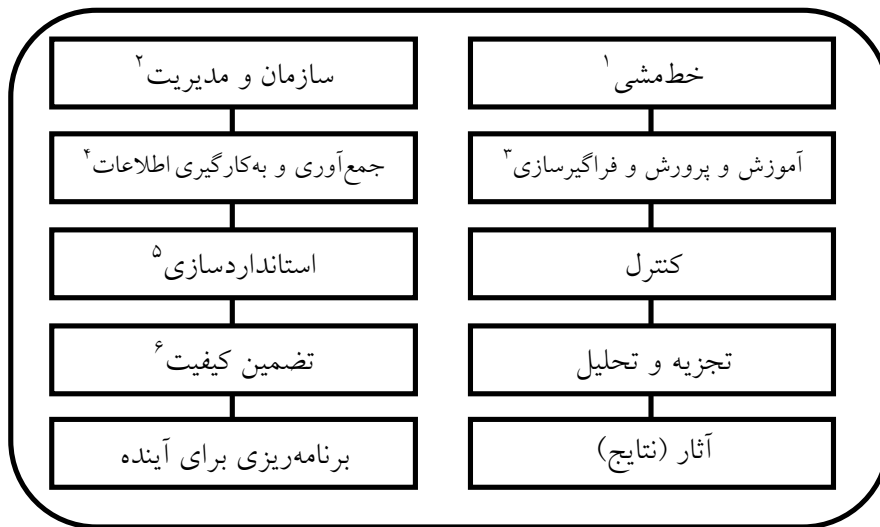 خط‌مشی۱
سازمان و مدیریت۲
آموزش و پرورش و فراگیرسازی۳
جمع‌آوری و به‌کارگیری اطلاعات۴
کنترل
استانداردسازی۵
تجزیه و تحلیل
تضمین کیفیت۶
آثار (نتایج)
برنامه‌ریزی برای آینده